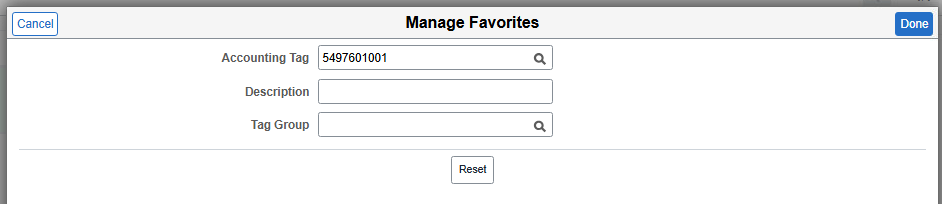 Cancel Manage Favorites Done
Accounting Tag 5497601001
Description
Tag Group
Reset